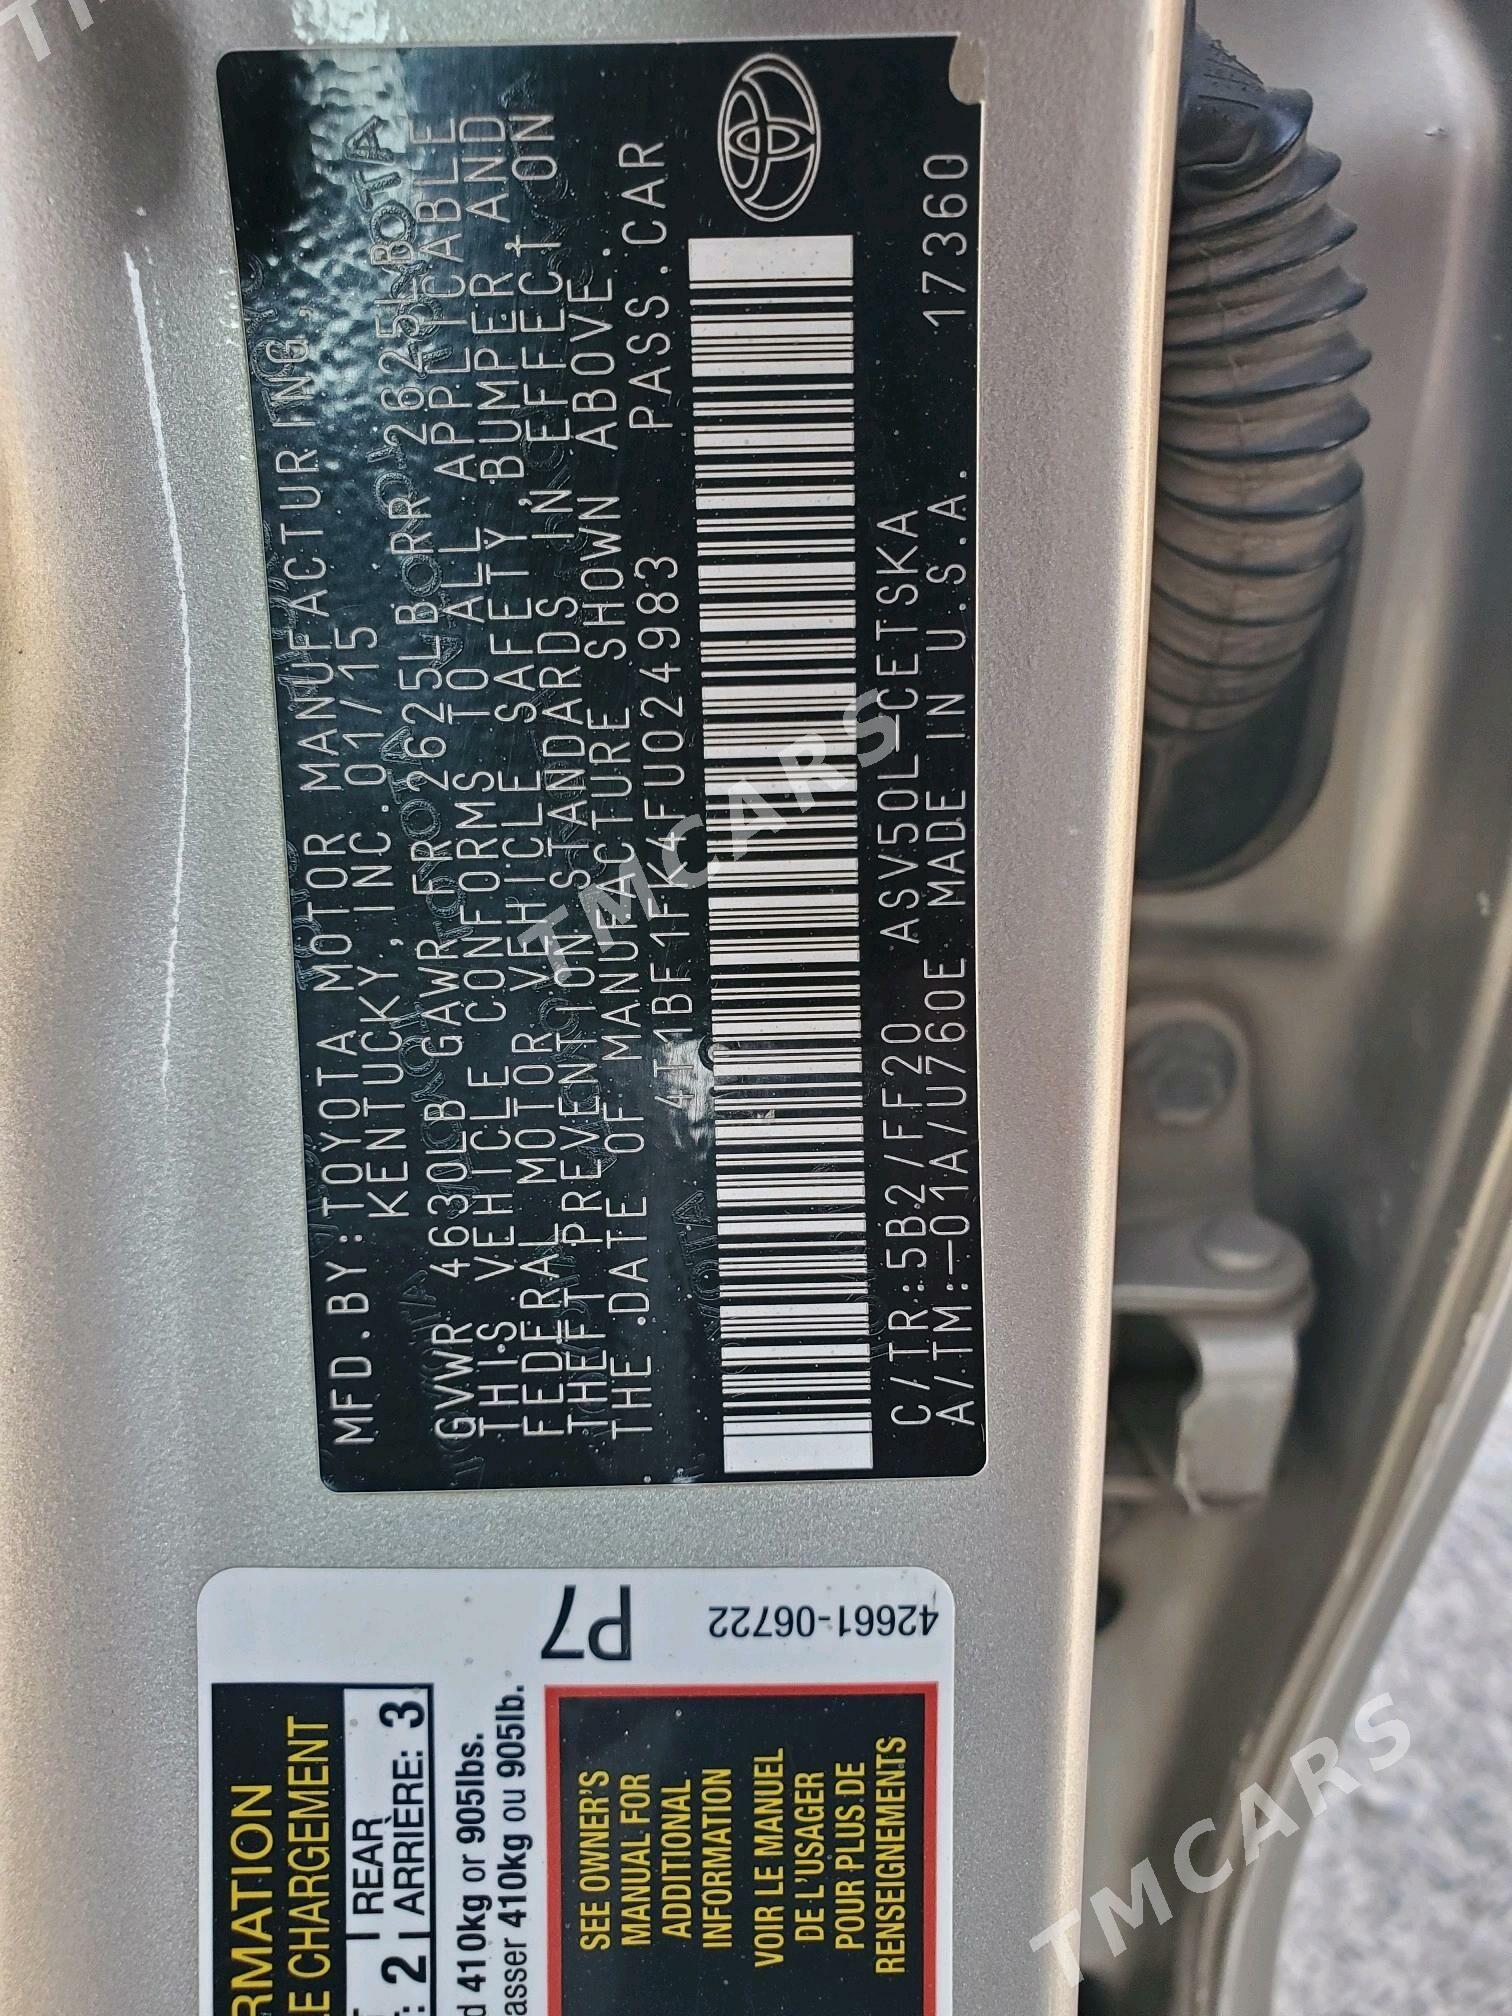 MFD.BY:TOYOTA MOTOR MANUFACTURING,
KENTUCKY, INC. 01/15
GVWR 4630LB GAWR FR 2625LB RR 2625LB
THIS VEHICLE CONFORMS TO ALL APPLICABLE
FEDERAL MOTOR VEHICLE SAFETY, BUMPER, AND
THEFT PREVENTION STANDARDS IN EFFECT ON
THE DATE OF MANUFACTURE SHOWN ABOVE.
4T1BF1FK4FU024983 PASS.CAR
C/TR:5B2/FF20 ASV50L-CETSKA
A/TM:-01A/U760E MADE IN U.S.A. 17360
P7
42661-06722
RMATION
E CHARGEMENT
2 REAR
ARRIÈRE: 3
410kg or 905lbs.
asser 410kg ou 905lb.
SEE OWNER'S
MANUAL FOR
ADDITIONAL
INFORMATION
VOIR LE MANUEL
DE L'USAGER
POUR PLUS DE
RENSEIGNEMENTS
TMCARS
TMCARS